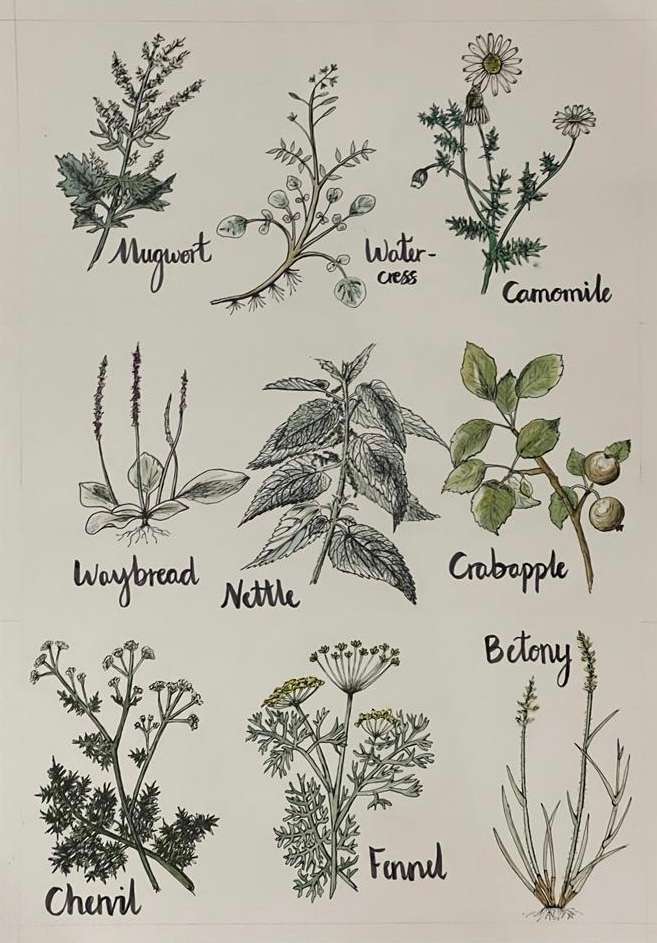 Mugwort
Water-
cress
Camomile
Waybread
Nettle
Crabapple
Betony
Chervil
Fennel